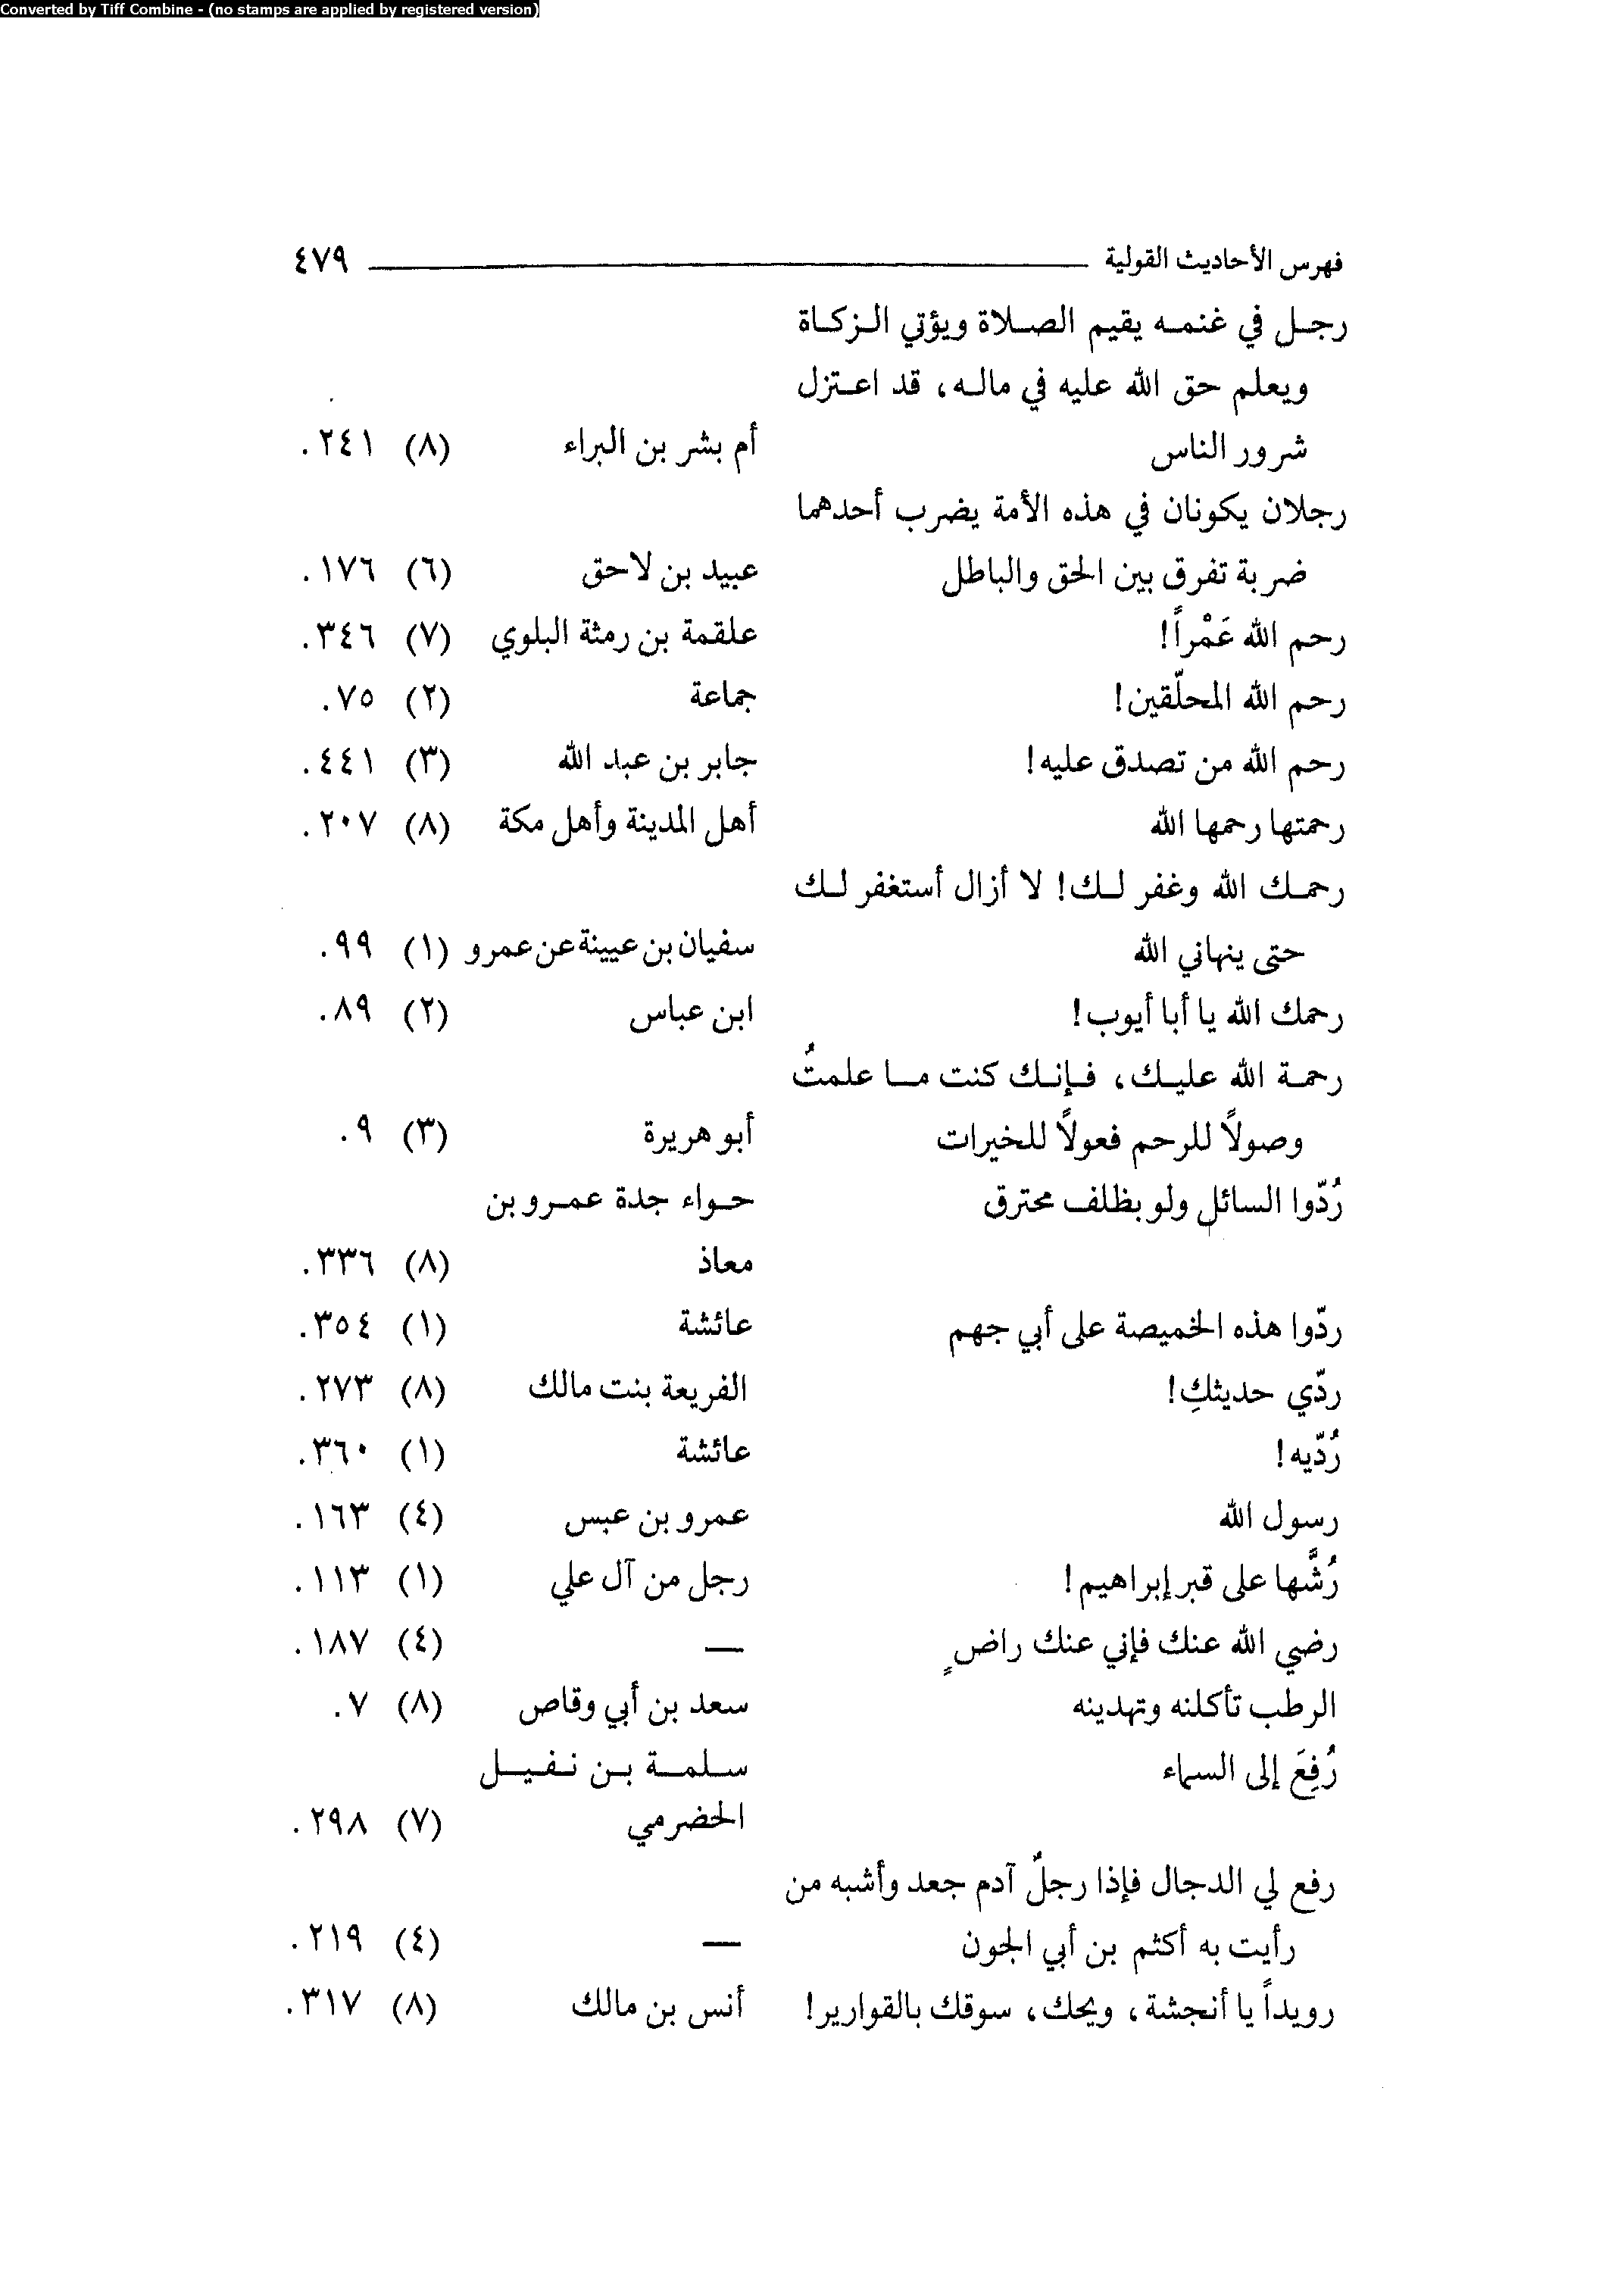 Converted by Tiff Combine - (no stamps are applied by registered version)
فهرس الأحاديث القولية ٤٧٩
رجل في غنمه يقيم الصلاة ويؤتي الزكاة
ويعلم حق الله عليه في ماله، قد اعتزل
شرور الناس أم بشر بن البراء (٨) ٢٤١.
رجلان يكونان في هذه الأمة يضرب أحدهما
ضربة تفرق بين الحق والباطل عبيد بن لاحق (٦) ١٧٦.
رحم الله عَمْراً! علقمة بن رمثة البلوي (٧) ٣٤٦.
رحم الله المحلّقين! جماعة (٢) ٧٥.
رحم الله من تصدق عليه! جابر بن عبد الله (٣) ٤٤١.
رحمتها رحمها الله أهل المدينة وأهل مكة (٨) ٢٠٧.
رحمك الله وغفر لك! لا أزال أستغفر لك
حتى ينهاني الله سفيان بن عيينة عن عمرو (١) ٩٩.
رحمك الله يا أبا أيوب! ابن عباس (٢) ٨٩.
رحمة الله عليك، فإنك كنت ما علمتُ
وصولاً للرحم فعولاً للخيرات أبو هريرة (٣) ٩.
رُدّوا السائل ولو بظلف محترق حواء جدة عمرو بن
معاذ (٨) ٣٣٦.
ردّوا هذه الخميصة على أبي جهم عائشة (١) ٣٥٤.
ردّي حديثكِ! الفريعة بنت مالك (٨) ٢٧٣.
رُدّيه! عائشة (١) ٣٦٠.
رسول الله عمرو بن عبس (٤) ١٦٣.
رُشَّها على قبر إبراهيم! رجل من آل علي (١) ١١٣.
رضي الله عنك فإني عنك راضٍ — (٤) ١٨٧.
الرطب تأكلنه وتهدينه سعد بن أبي وقاص (٨) ٧.
رُفِعَ إلى السماء سلمة بن نفيل
الحضرمي (٧) ٢٩٨.
رفع لي الدجال فإذا رجلٌ آدم جعد وأشبه من
رأيت به أكثم بن أبي الجون — (٤) ٢١٩.
رويداً يا أنجشة، ويحك، سوقك بالقوارير! أنس بن مالك (٨) ٣١٧.